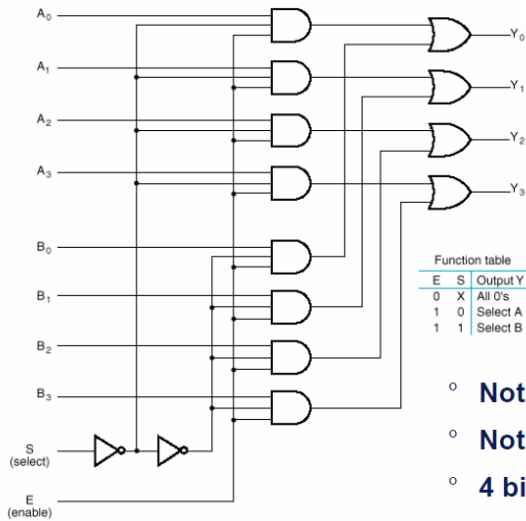 A0
Y0
A1
Y1
A2
Y2
A3
Y3
B0
Function table
E S Output Y
0 X All 0's
1 0 Select A
1 1 Select B
B1
B2
B3
Not
Not
4 bi
S
(select)
E
(enable)